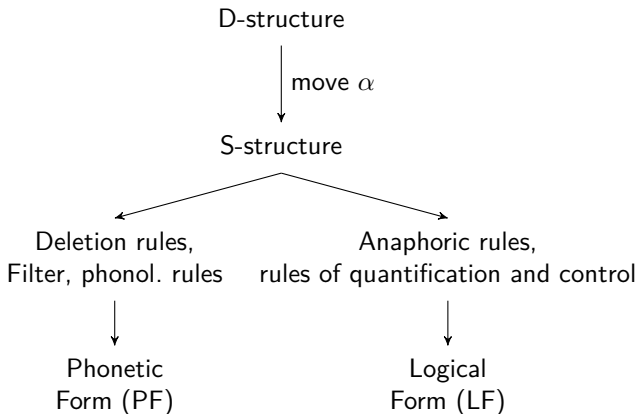 D-structure
move α
S-structure
Deletion rules,
Filter, phonol. rules
Anaphoric rules,
rules of quantification and control
Phonetic
Form (PF)
Logical
Form (LF)